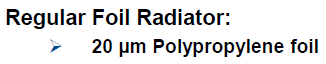 Regular Foil Radiator:
➢ 20 µm Polypropylene foil